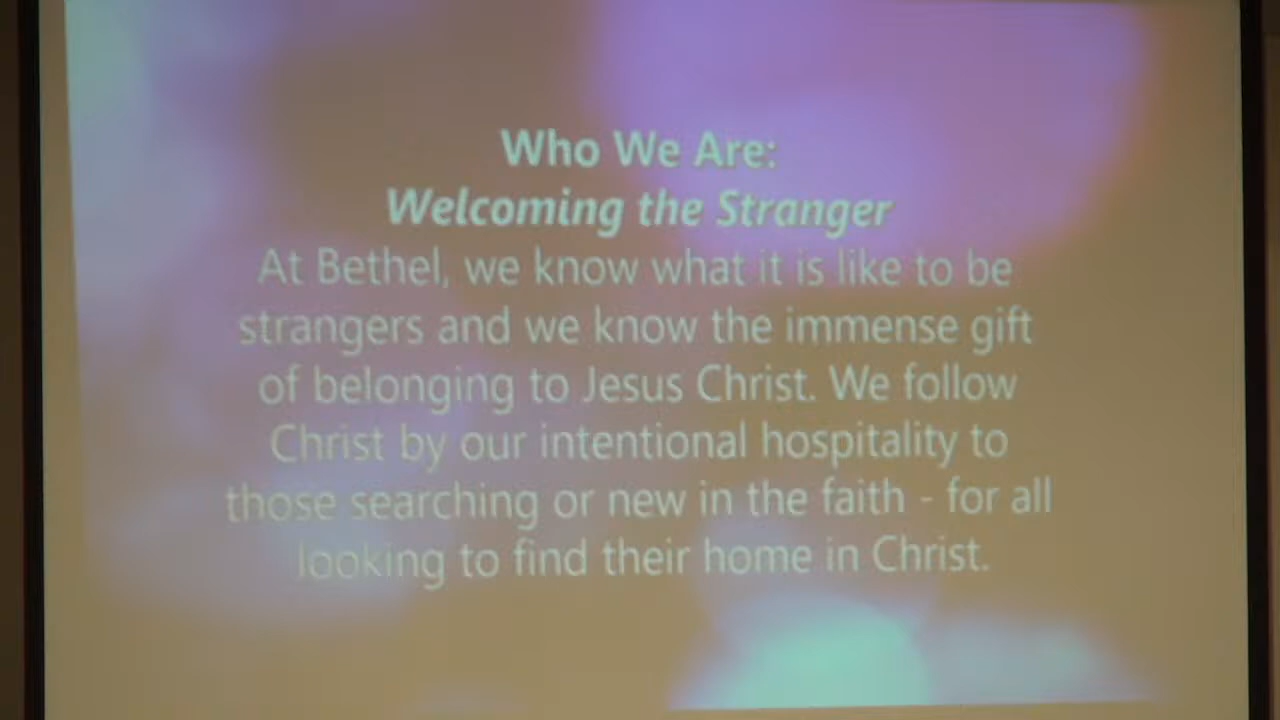 Who We Are:
Welcoming the Stranger
At Bethel, we know what it is like to be
strangers and we know the immense gift
of belonging to Jesus Christ. We follow
Christ by our intentional hospitality to
those searching or new in the faith - for all
looking to find their home in Christ.